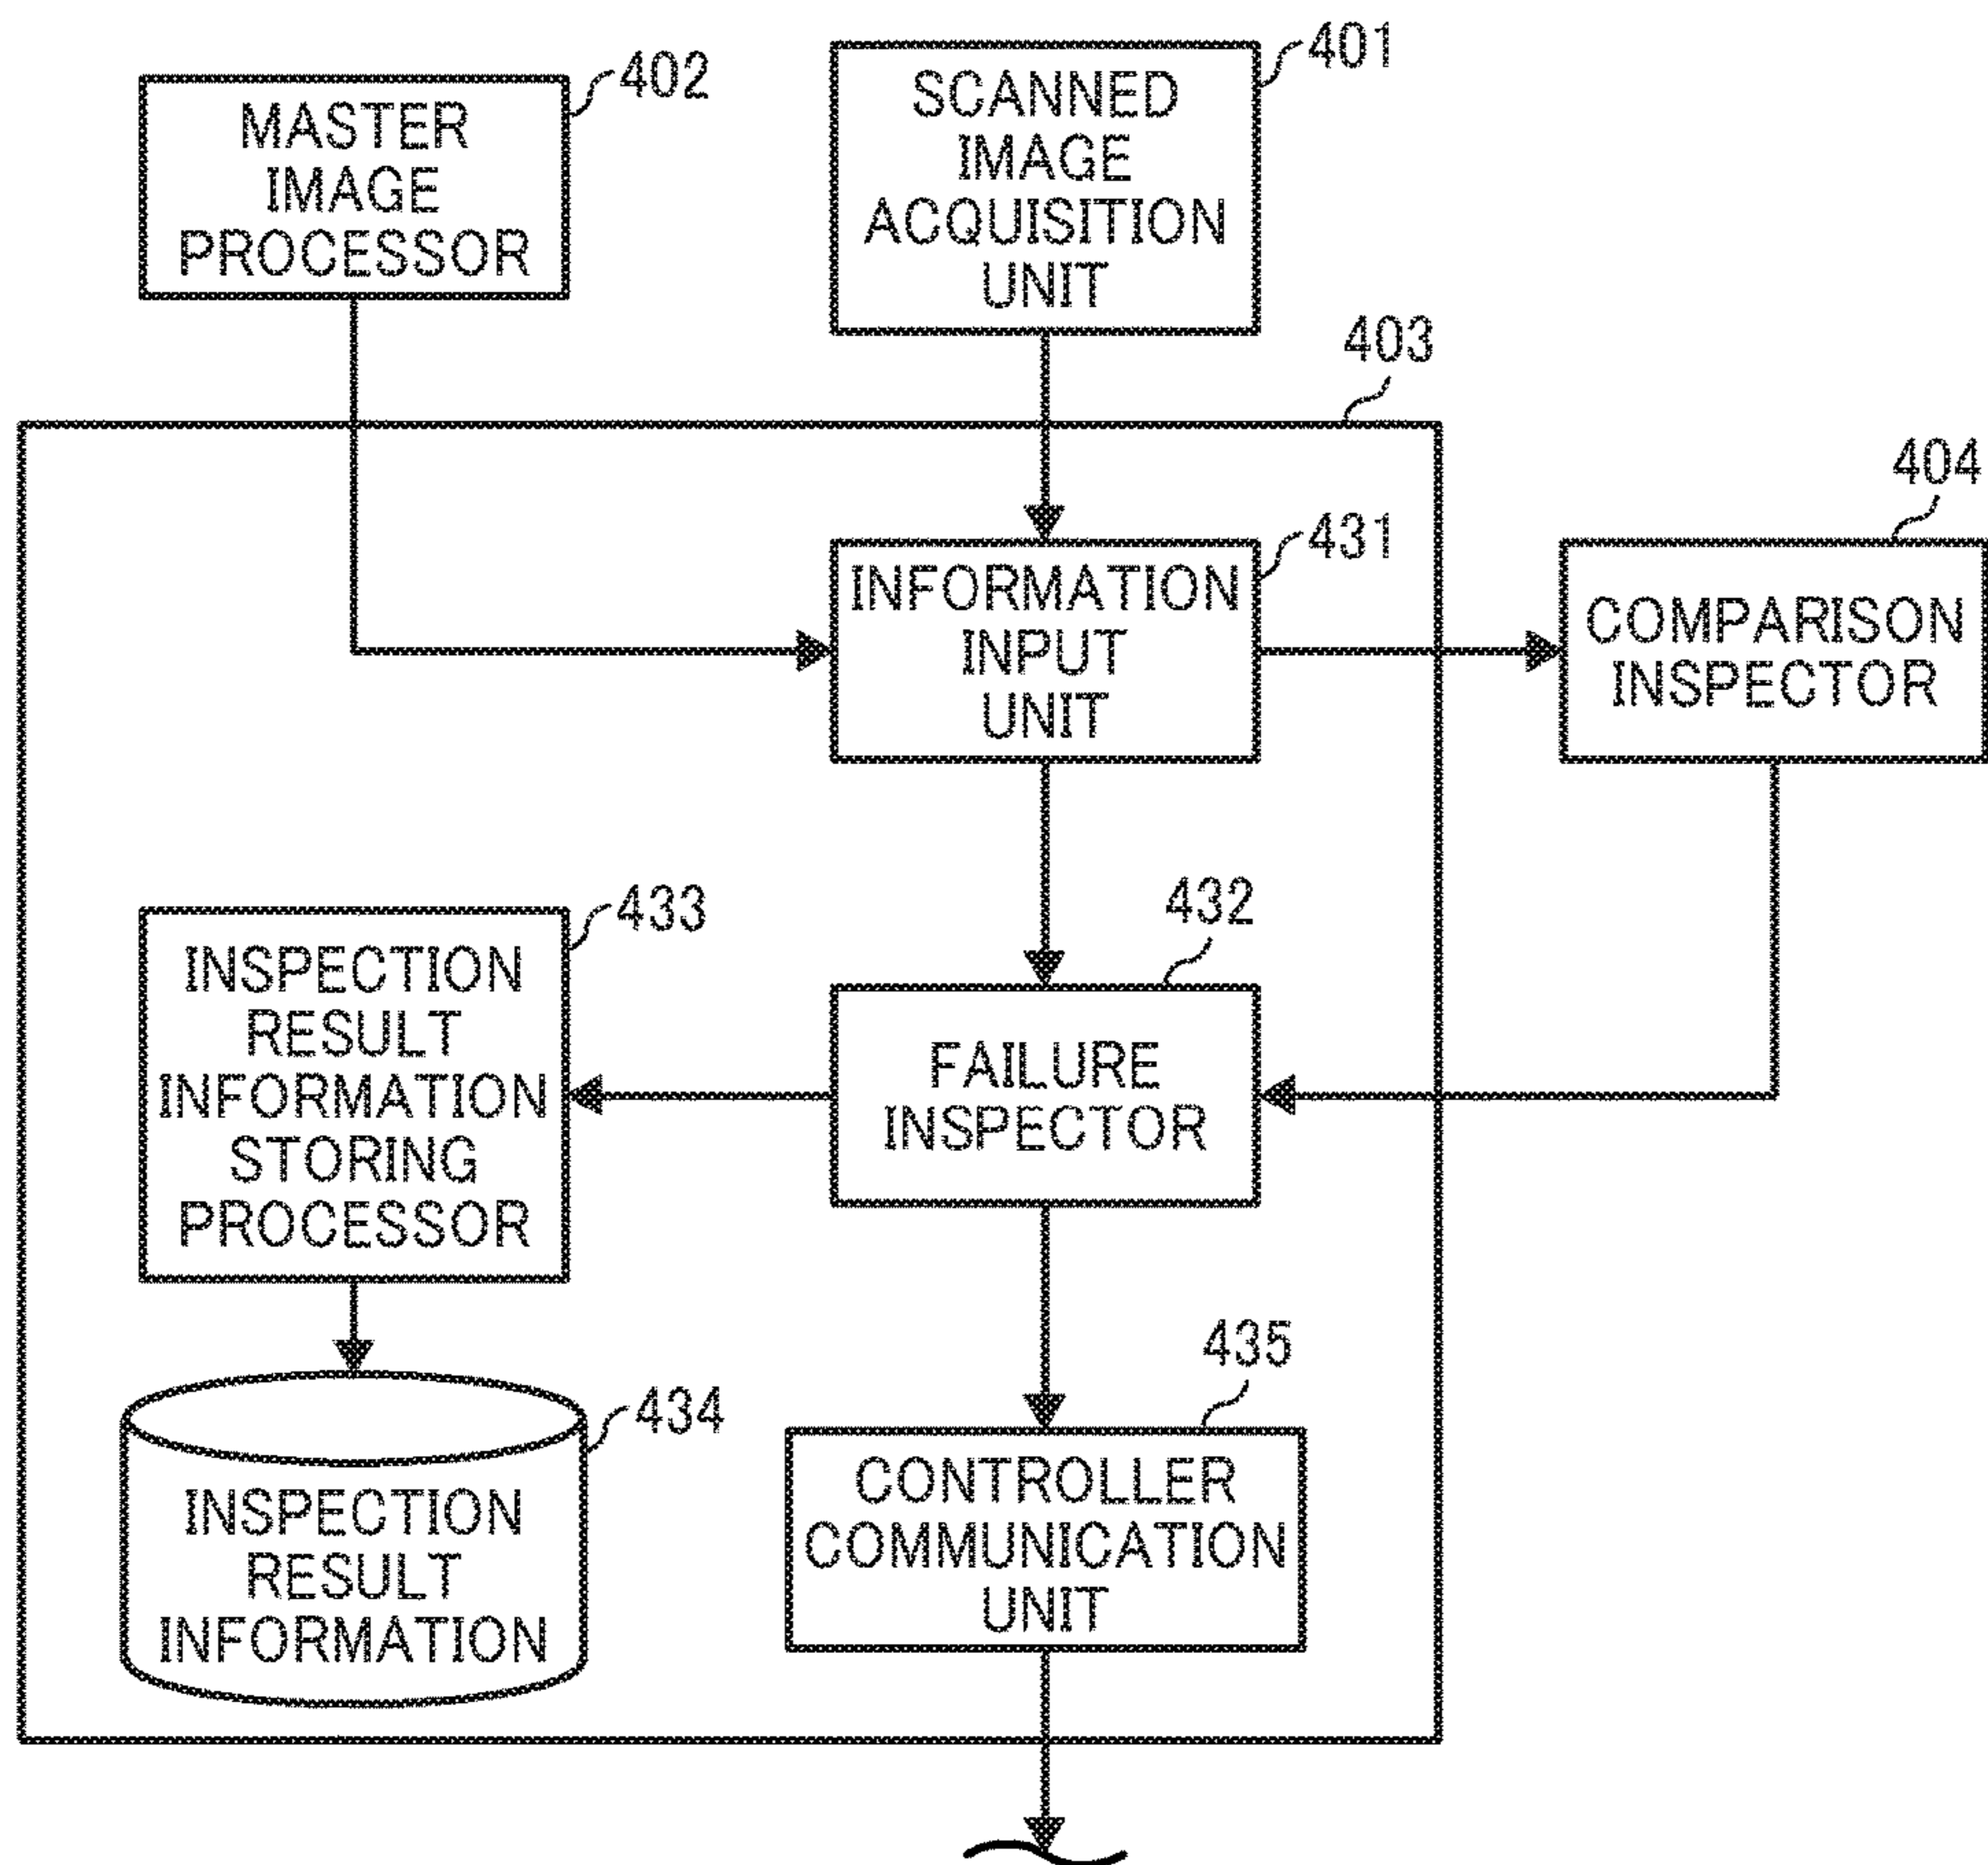 402
MASTER
IMAGE
PROCESSOR
401
SCANNED
IMAGE
ACQUISITION
UNIT
403
404
COMPARISON
INSPECTOR
431
INFORMATION
INPUT
UNIT
433
INSPECTION
RESULT
INFORMATION
STORING
PROCESSOR
432
FAILURE
INSPECTOR
434
INSPECTION
RESULT
INFORMATION
435
CONTROLLER
COMMUNICATION
UNIT